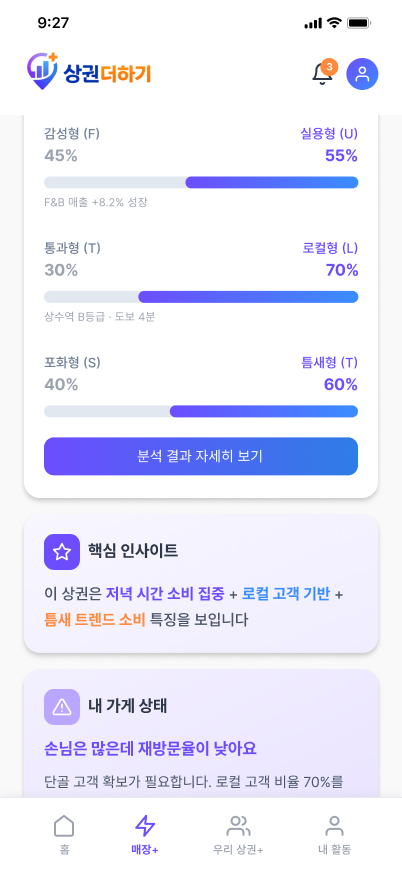 9:27
상권더하기
3
감성형 (F) 실용형 (U)
45% 55%
F&B 매출 +8.2% 성장
통과형 (T) 로컬형 (L)
30% 70%
상수역 B등급 · 도보 4분
포화형 (S) 틈새형 (T)
40% 60%
분석 결과 자세히 보기
핵심 인사이트
이 상권은 저녁 시간 소비 집중 + 로컬 고객 기반 +
틈새 트렌드 소비 특징을 보입니다
내 가게 상태
손님은 많은데 재방문율이 낮아요
단골 고객 확보가 필요합니다. 로컬 고객 비율 70%를
홈 매장+ 우리 상권+ 내 활동